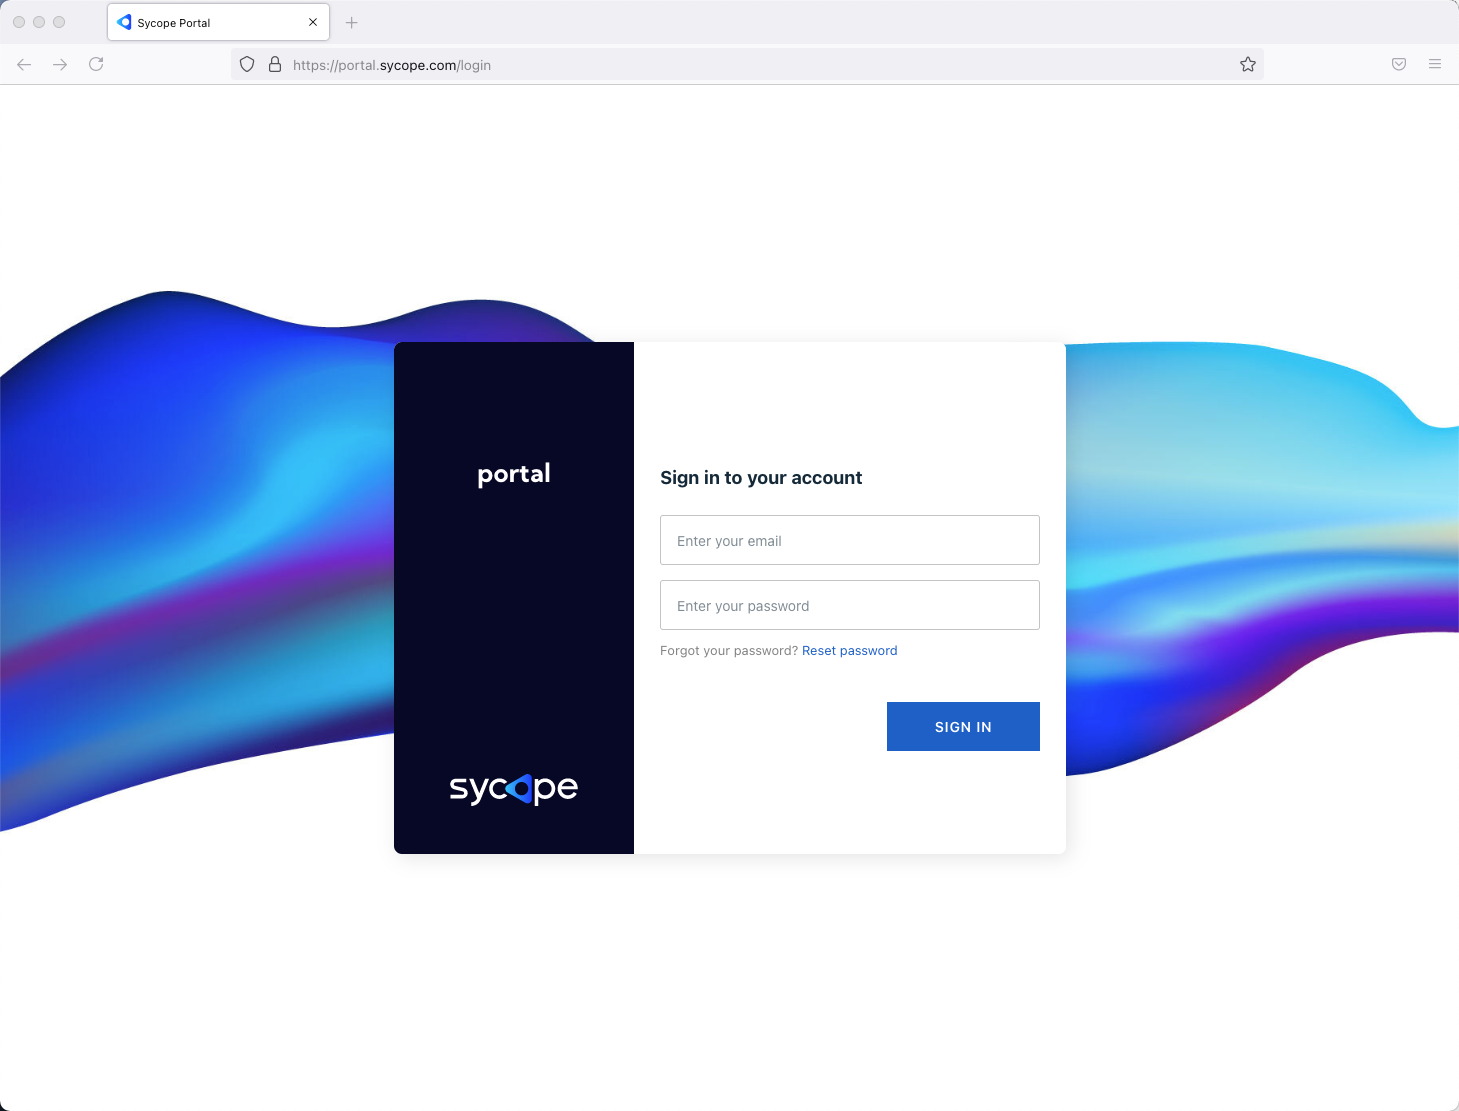 Sycope Portal
https://portal.sycope.com/login
portal
sycope
Sign in to your account
Enter your email
Enter your password
Forgot your password? Reset password
SIGN IN